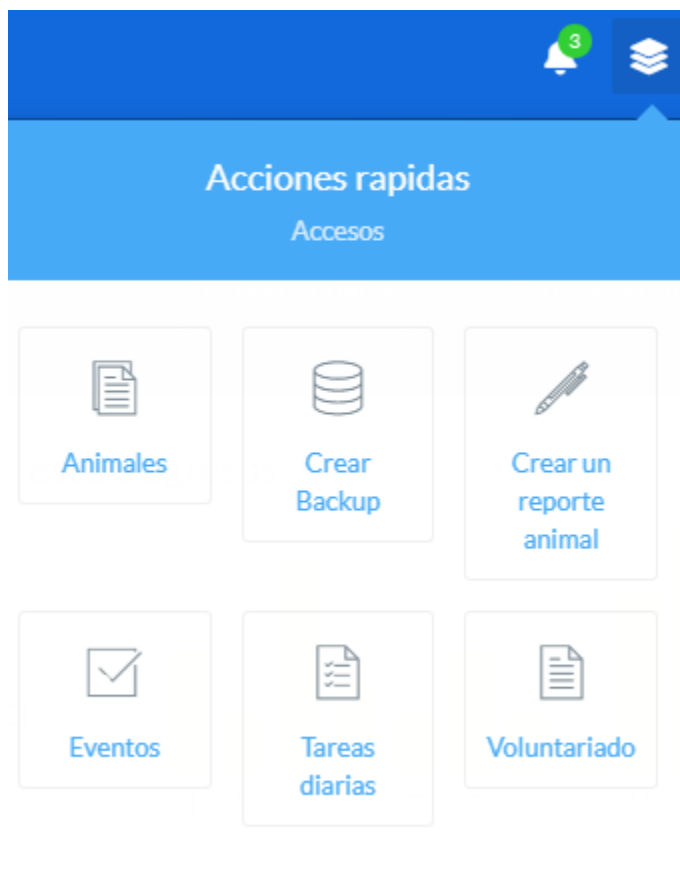 3
Acciones rapidas
Accesos
Animales
Crear
Backup
Crear un
reporte
animal
Eventos
Tareas
diarias
Voluntariado